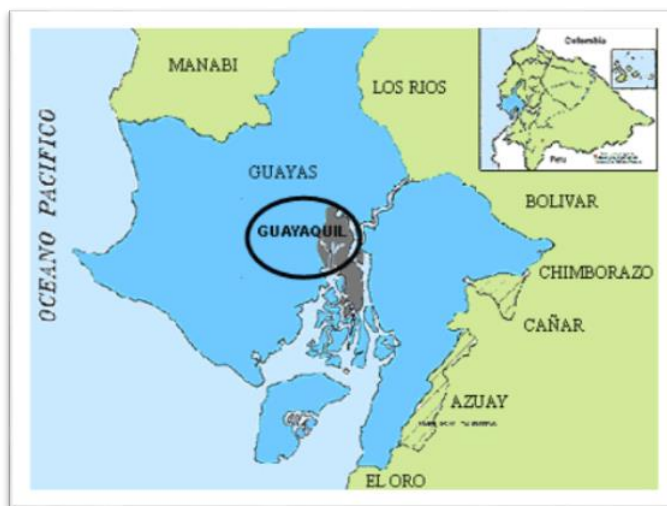 Colombia
Peru
MANABI
LOS RIOS
GUAYAS
BOLIVAR
GUAYAQUIL
OCEANO PACIFICO
CHIMBORAZO
CAÑAR
AZUAY
EL ORO